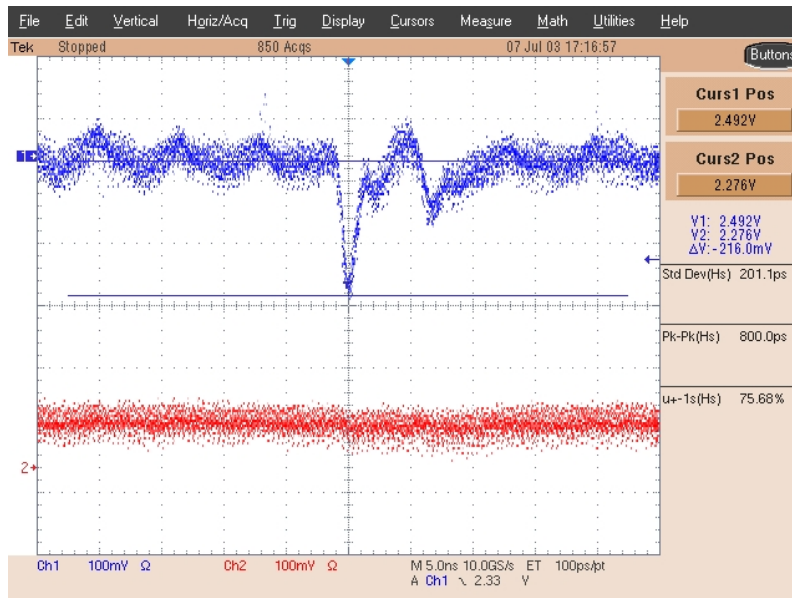 File Edit Vertical Horiz/Acq Trig Display Cursors Measure Math Utilities Help
Tek Stopped 850 Acqs 07 Jul 03 17:16:57
Buttons
Curs1 Pos
2.492V
Curs2 Pos
2.276V
V1: 2.492V
V2: 2.276V
ΔV:-216.0mV
Std Dev(Hs) 201.1ps
Pk-Pk(Hs) 800.0ps
u+-1s(Hs) 75.68%
1
2
Ch1 100mV Ω Ch2 100mV Ω M 5.0ns 10.0GS/s ET 100ps/pt
A Ch1 ∖ 2.33 V